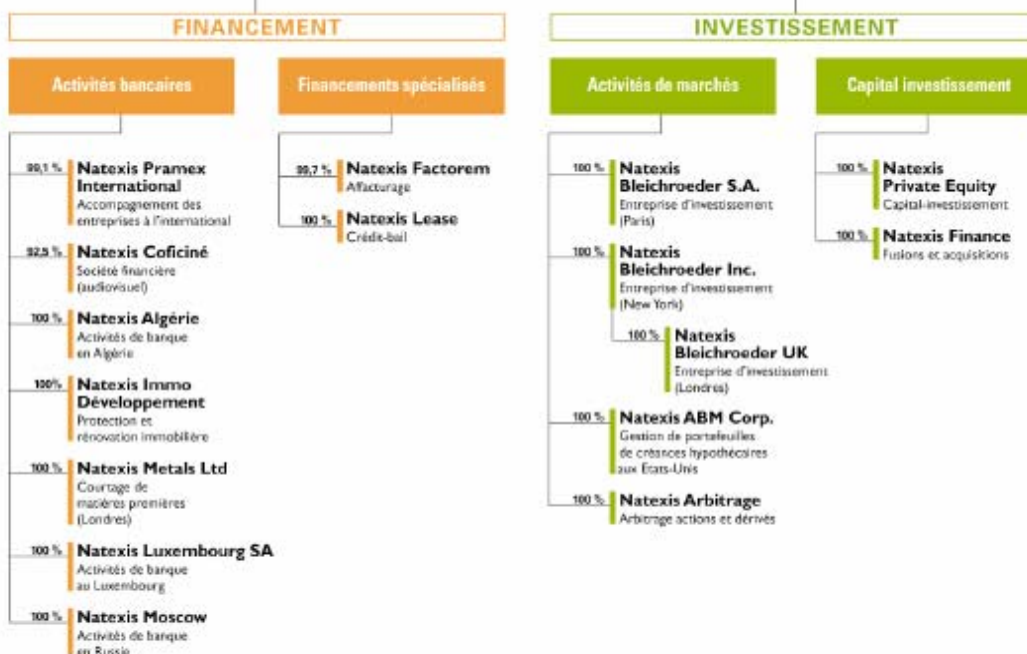 FINANCEMENT
Activités bancaires
99,1 %
Natexis Pramex
International
Accompagnement des
entreprises à l'international
92,5 %
Natexis Coficiné
Société financière
(audiovisuel)
100 %
Natexis Algérie
Activités de banque
en Algérie
100%
Natexis Immo
Développement
Protection et
rénovation immobilière
100 %
Natexis Metals Ltd
Courtage de
matières premières
(Londres)
100 %
Natexis Luxembourg SA
Activités de banque
au Luxembourg
100 %
Natexis Moscow
Activités de banque
en Russie
Financements spécialisés
99,7 %
Natexis Factorem
Affacturage
100 %
Natexis Lease
Crédit-bail
INVESTISSEMENT
Activités de marchés
100 %
Natexis
Bleichroeder S.A.
Entreprise d'investissement
(Paris)
100 %
Natexis
Bleichroeder Inc.
Entreprise d'investissement
(New York)
100 %
Natexis
Bleichroeder UK
Entreprise d'investissement
(Londres)
100 %
Natexis ABM Corp.
Gestion de portefeuilles
de créances hypothécaires
aux Etats-Unis
100 %
Natexis Arbitrage
Arbitrage actions et dérivés
Capital investissement
100 %
Natexis
Private Equity
Capital-investissement
100 %
Natexis Finance
Fusions et acquisitions